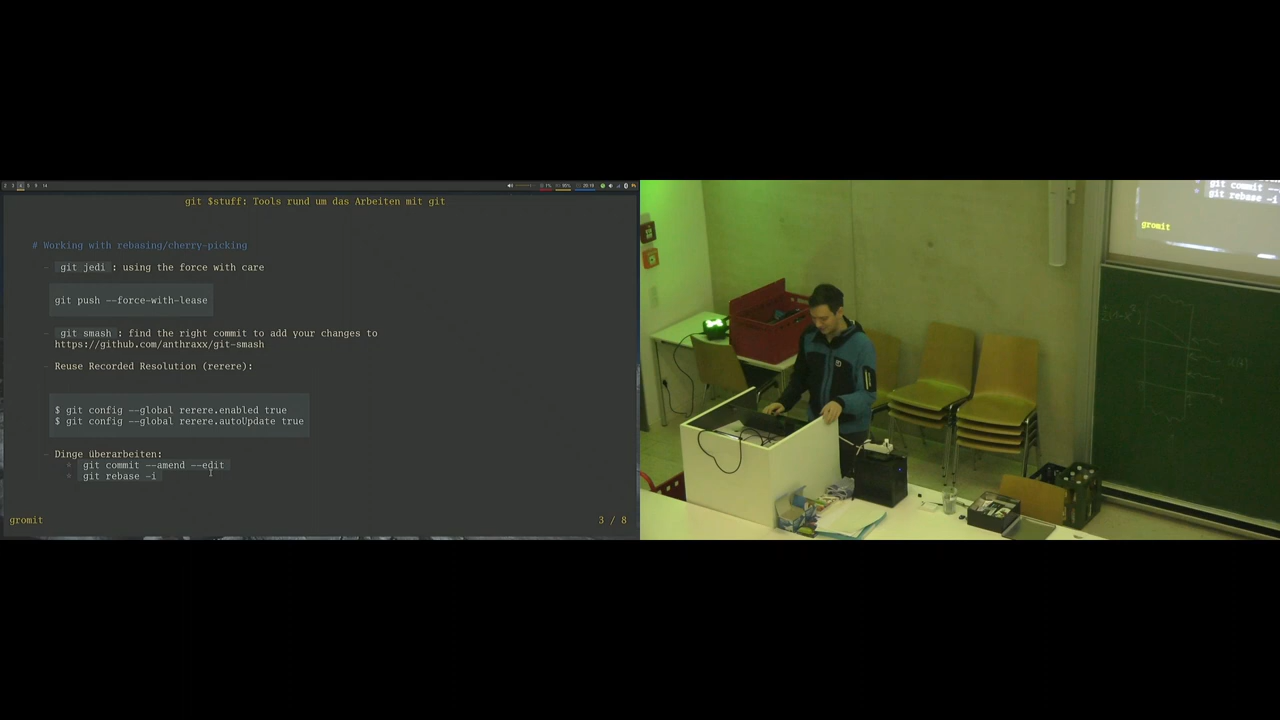 git $stuff: Tools rund um das Arbeiten mit git
# Working with rebasing/cherry-picking
- git jedi : using the force with care
git push --force-with-lease
- git smash : find the right commit to add your changes to
https://github.com/anthraxx/git-smash
- Reuse Recorded Resolution (rerere):
$ git config --global rerere.enabled true
$ git config --global rerere.autoUpdate true
- Dinge überarbeiten:
* git commit --amend --edit
* git rebase -i
gromit
3 / 8
git commit --
git rebase -i
gromit